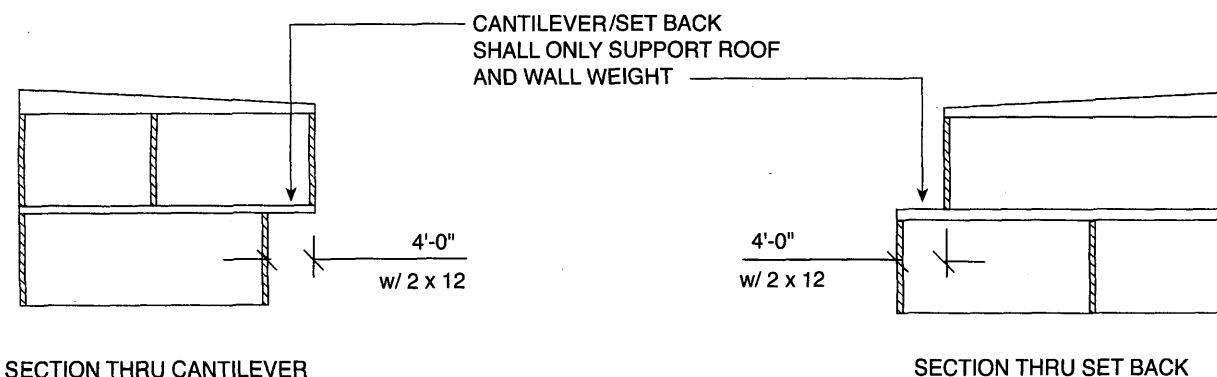 CANTILEVER/SET BACK
SHALL ONLY SUPPORT ROOF
AND WALL WEIGHT
4'-0"
w/ 2 x 12
4'-0"
w/ 2 x 12
SECTION THRU CANTILEVER
SECTION THRU SET BACK